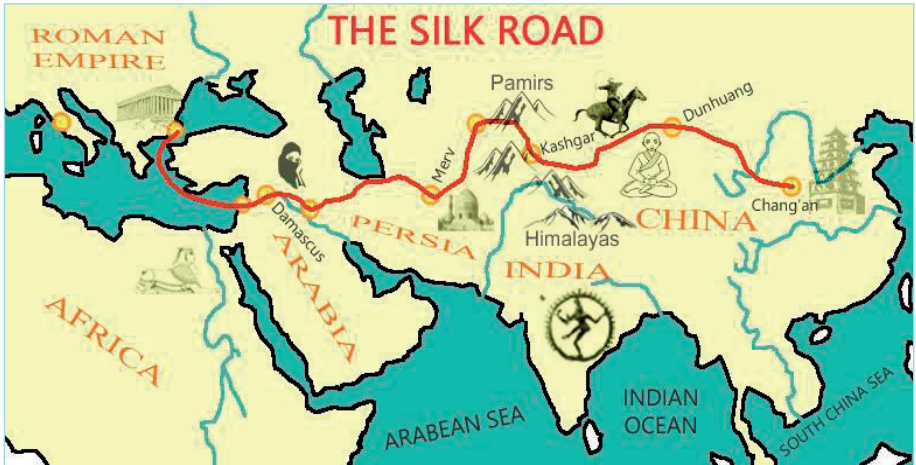 THE SILK ROAD
ROMAN
EMPIRE
Pamirs
Dunhuang
Kashgar
Merv
Chang'an
Damascus
PERSIA
CHINA
Himalayas
ARABIA
INDIA
AFRICA
ARABEAN SEA
INDIAN
OCEAN
SOUTH CHINA SEA